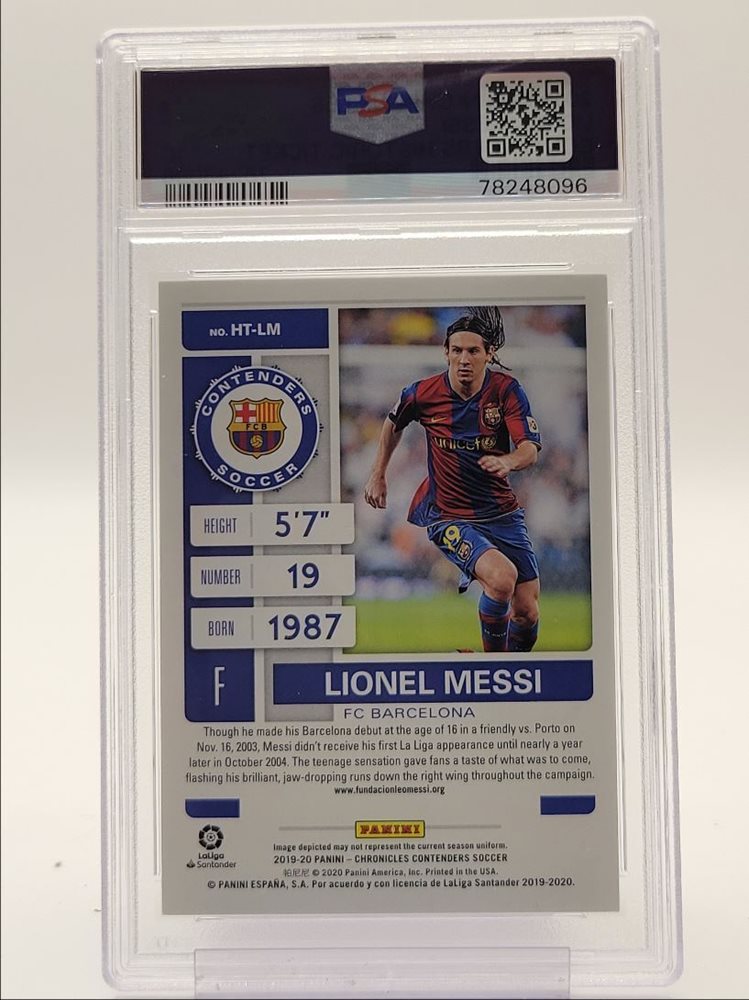 PSA
78248096
NO. HT-LM
CONTENDERS
FCB
SOCCER
unicef
19
HEIGHT 5'7"
NUMBER 19
BORN 1987
F
LIONEL MESSI
FC BARCELONA
Though he made his Barcelona debut at the age of 16 in a friendly vs. Porto on
Nov. 16, 2003, Messi didn't receive his first La Liga appearance until nearly a year
later in October 2004. The teenage sensation gave fans a taste of what was to come,
flashing his brilliant, jaw-dropping runs down the right wing throughout the campaign.
www.fundacionleomessi.org
PANINI
LaLiga
Santander
Image depicted may not represent the current season uniform.
2019-20 PANINI – CHRONICLES CONTENDERS SOCCER
帕尼尼 © 2020 Panini America, Inc. Printed in the USA.
© PANINI ESPAÑA, S.A. Por acuerdo y con licencia de LaLiga Santander 2019-2020.